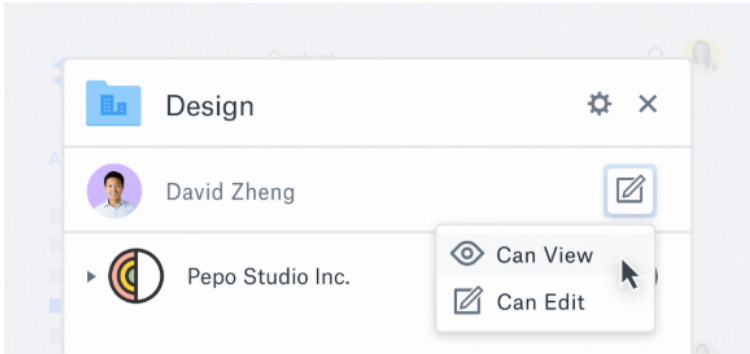 Design
David Zheng
Can View
Pepo Studio Inc.
Can Edit